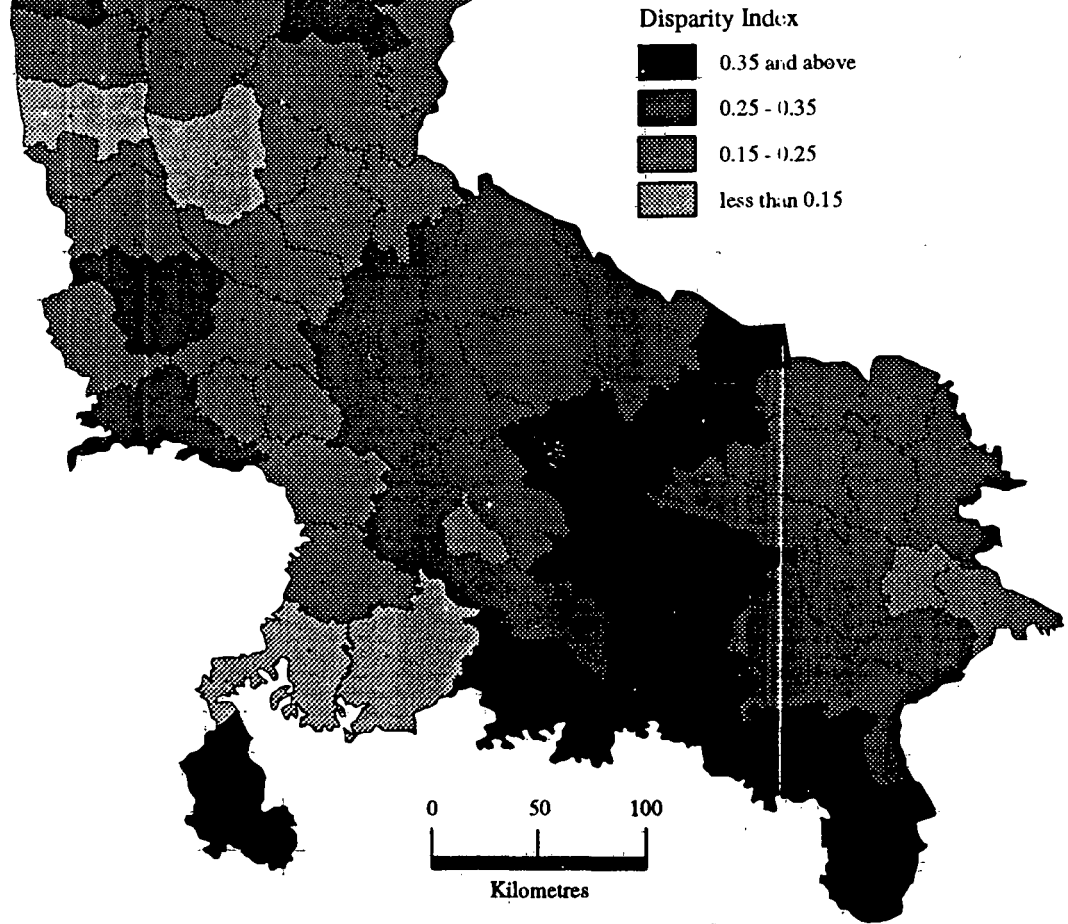 Disparity Index
0.35 and above
0.25 - 0.35
0.15 - 0.25
less than 0.15
0 50 100
Kilometres